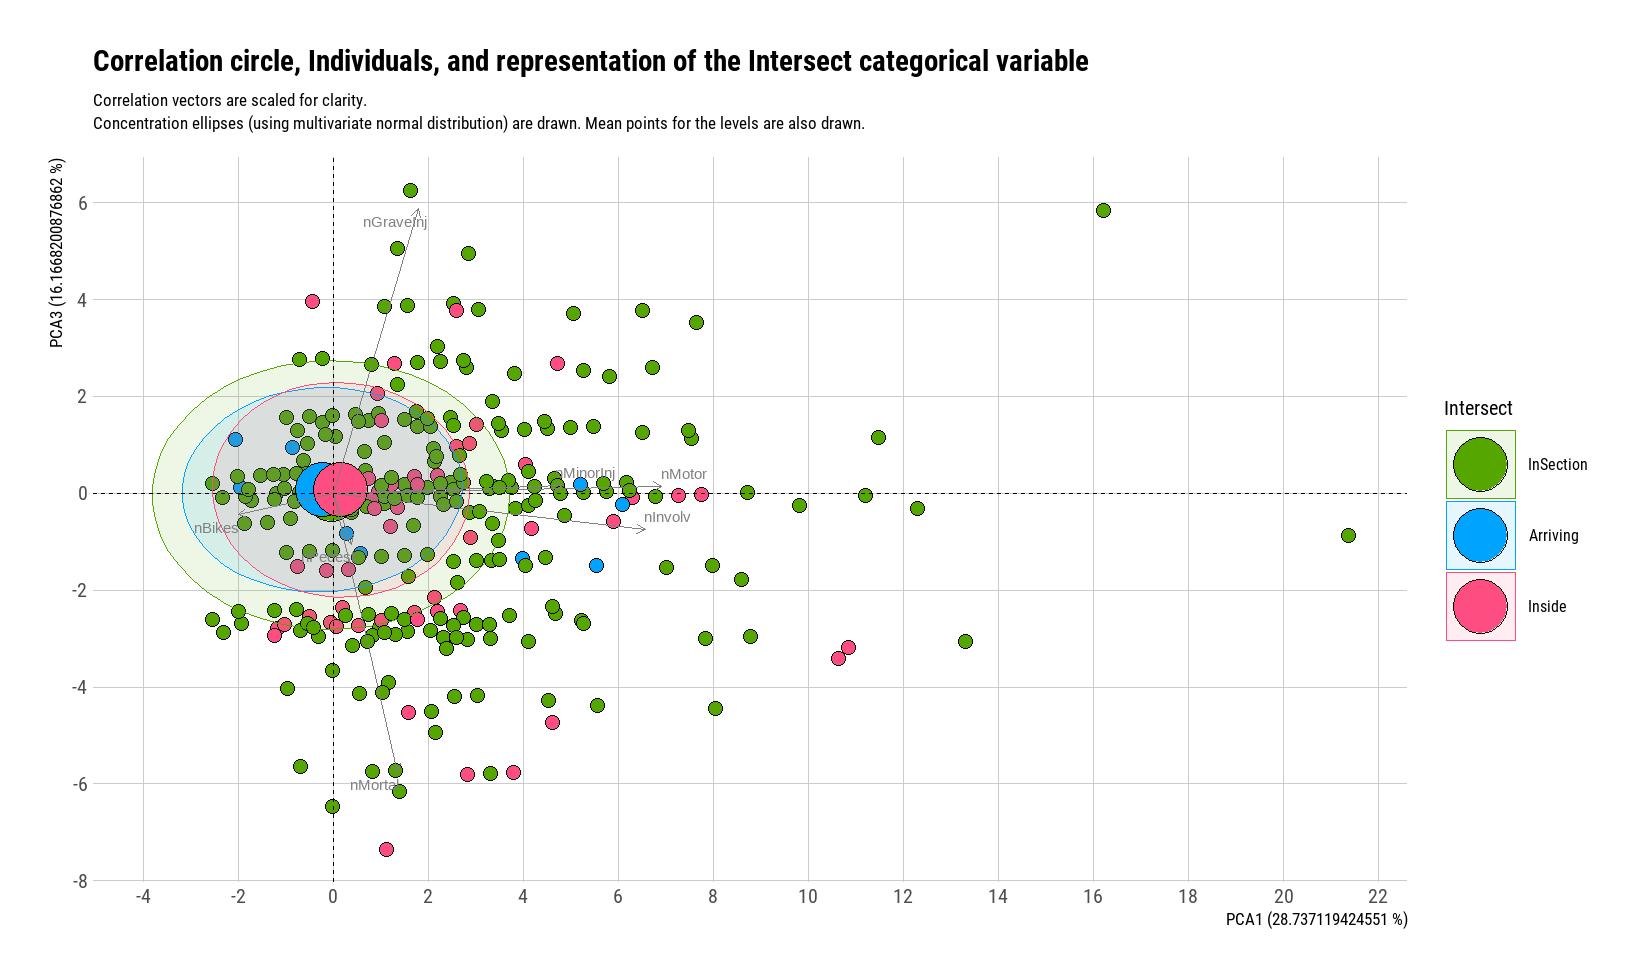 Correlation circle, Individuals, and representation of the Intersect categorical variable
Correlation vectors are scaled for clarity.
Concentration ellipses (using multivariate normal distribution) are drawn. Mean points for the levels are also drawn.
PCA3 (16.1668200876862 %)
6
4
2
0
-2
-4
-6
-8
nGraveInj
nMinorInj
nMotor
nInvolv
nBikes
nPedes
nMortal
-4
-2
0
2
4
6
8
10
12
14
16
18
20
22
PCA1 (28.737119424551 %)
Intersect
InSection
Arriving
Inside